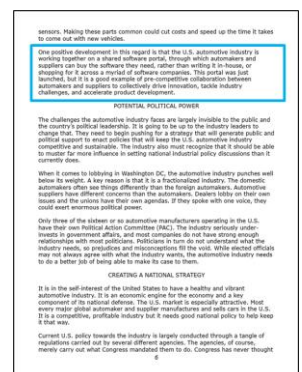 sensors. Making these parts common could cut costs and speed up the time it takes
to come out with new vehicles.
One positive development in this regard is that the U.S. automotive industry is
working together on a shared software portal, through which automakers and
suppliers can buy the software they need, rather than writing it in-house, or
shopping for it across a myriad of software companies. This portal was just
launched, but it is a good example of pre-competitive collaboration between
automakers and suppliers to collectively drive innovation, tackle industry
challenges, and accelerate product development.
POTENTIAL POLITICAL POWER
The challenges the automotive industry faces are largely invisible to the public and
the country's political leadership. It is going to be up to the industry leaders to
change that. They need to begin pushing for a strategy that will generate public and
political support to enact policies that will keep the U.S. automotive industry
competitive and sustainable. The industry also must recognize that it should be able
to muster far more influence in setting national industrial policy discussions than it
currently does.
When it comes to lobbying in Washington DC, the automotive industry punches well
below its weight. A key reason is that it is a fractionalized industry. The domestic
automakers often see things differently than the foreign automakers. Automotive
suppliers have different concerns than the automakers. Dealers lobby on their own
issues and the unions have their own agendas. If they spoke with one voice, they
could exert enormous political power.
Only three of the sixteen or so automotive manufacturers operating in the U.S.
have their own Political Action Committee (PAC). The industry seriously under-
invests in government affairs, and most companies do not have strong enough
relationships with most politicians. Politicians in turn do not understand what the
industry needs, so prejudices and misconceptions fill the void. While elected officials
may not always agree with what the industry wants, the automotive industry needs
to do a better job of being able to make its case to them.
CREATING A NATIONAL STRATEGY
It is in the self-interest of the United States to have a healthy and vibrant
automotive industry. It is an economic engine for the economy and a key
component of its national defense. The U.S. market is especially attractive. Most
every major global automaker and supplier manufactures and sells cars in the U.S.
It is a competitive, profitable industry but it needs good national policy to help keep
it that way.
Current U.S. policy towards the industry is largely conducted through a tangle of
regulations carried out by several different agencies. The agencies, of course,
merely carry out what Congress mandated them to do. Congress has never thought
6